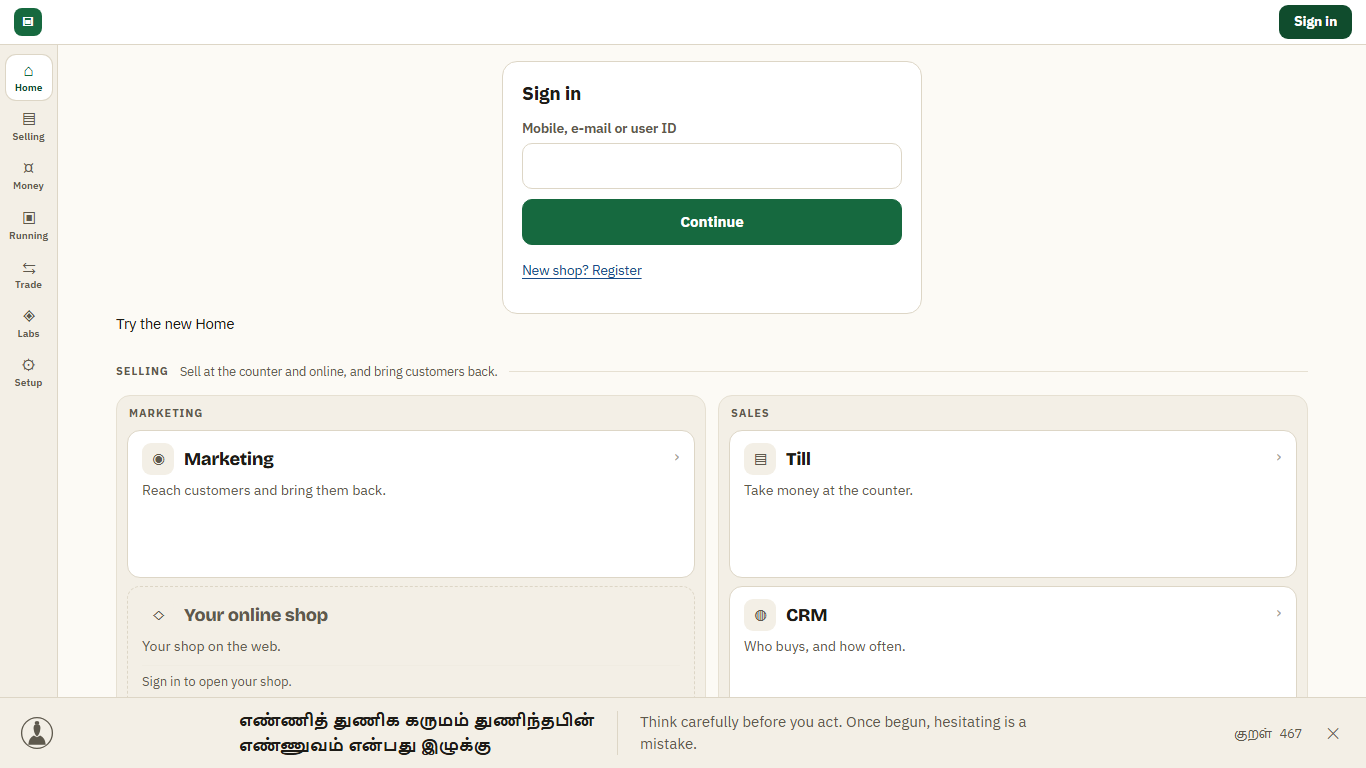 Sign in
Home
Selling
Money
Running
Trade
Labs
Setup
Sign in
Mobile, e-mail or user ID
Continue
New shop? Register
Try the new Home
SELLING Sell at the counter and online, and bring customers back.
MARKETING
Marketing
Reach customers and bring them back.
Your online shop
Your shop on the web.
Sign in to open your shop.
SALES
Till
Take money at the counter.
CRM
Who buys, and how often.
எண்ணித் துணிக கருமம் துணிந்தபின்
எண்ணுவம் என்பது இழுக்கு
Think carefully before you act. Once begun, hesitating is a
mistake.
குறள் 467